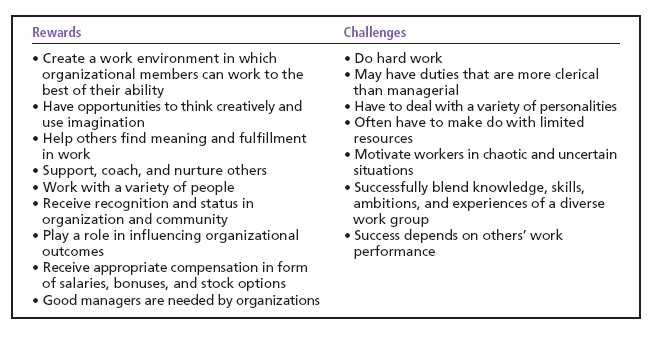 Rewards
• Create a work environment in which
organizational members can work to the
best of their ability
• Have opportunities to think creatively and
use imagination
• Help others find meaning and fulfillment
in work
• Support, coach, and nurture others
• Work with a variety of people
• Receive recognition and status in
organization and community
• Play a role in influencing organizational
outcomes
• Receive appropriate compensation in form
of salaries, bonuses, and stock options
• Good managers are needed by organizations
Challenges
• Do hard work
• May have duties that are more clerical
than managerial
• Have to deal with a variety of personalities
• Often have to make do with limited
resources
• Motivate workers in chaotic and uncertain
situations
• Successfully blend knowledge, skills,
ambitions, and experiences of a diverse
work group
• Success depends on others' work
performance